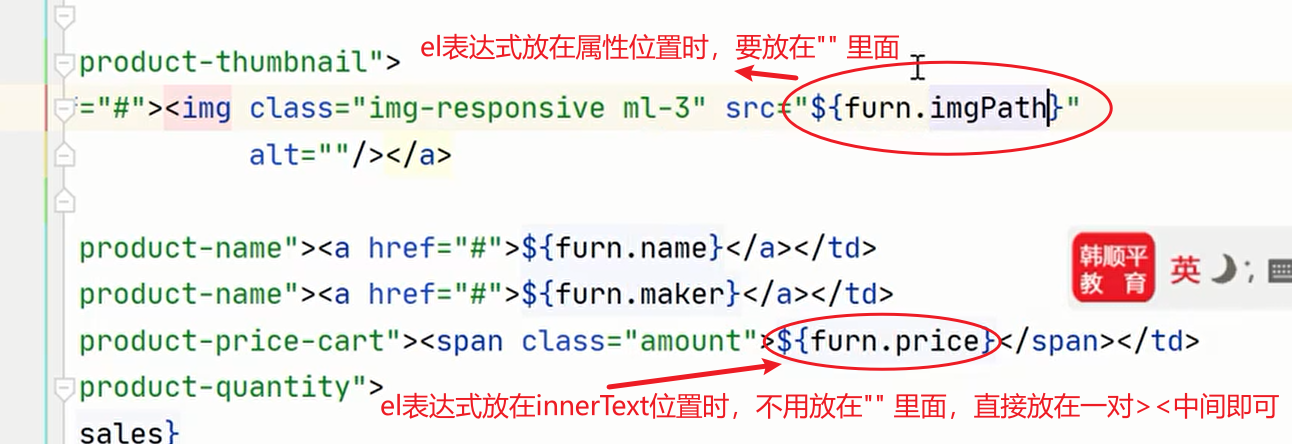 el表达式放在属性位置时，要放在"" 里面
product-thumbnail">
="#"><img class="img-responsive ml-3" src="${furn.imgPath}"
alt=""/></a>
product-name"><a href="#">${furn.name}</a></td>
product-name"><a href="#">${furn.maker}</a></td>
韩顺平
教 育
英
product-price-cart"><span class="amount">${furn.price}</span></td>
product-quantity">
el表达式放在innerText位置时，不用放在"" 里面，直接放在一对><中间即可
sales}